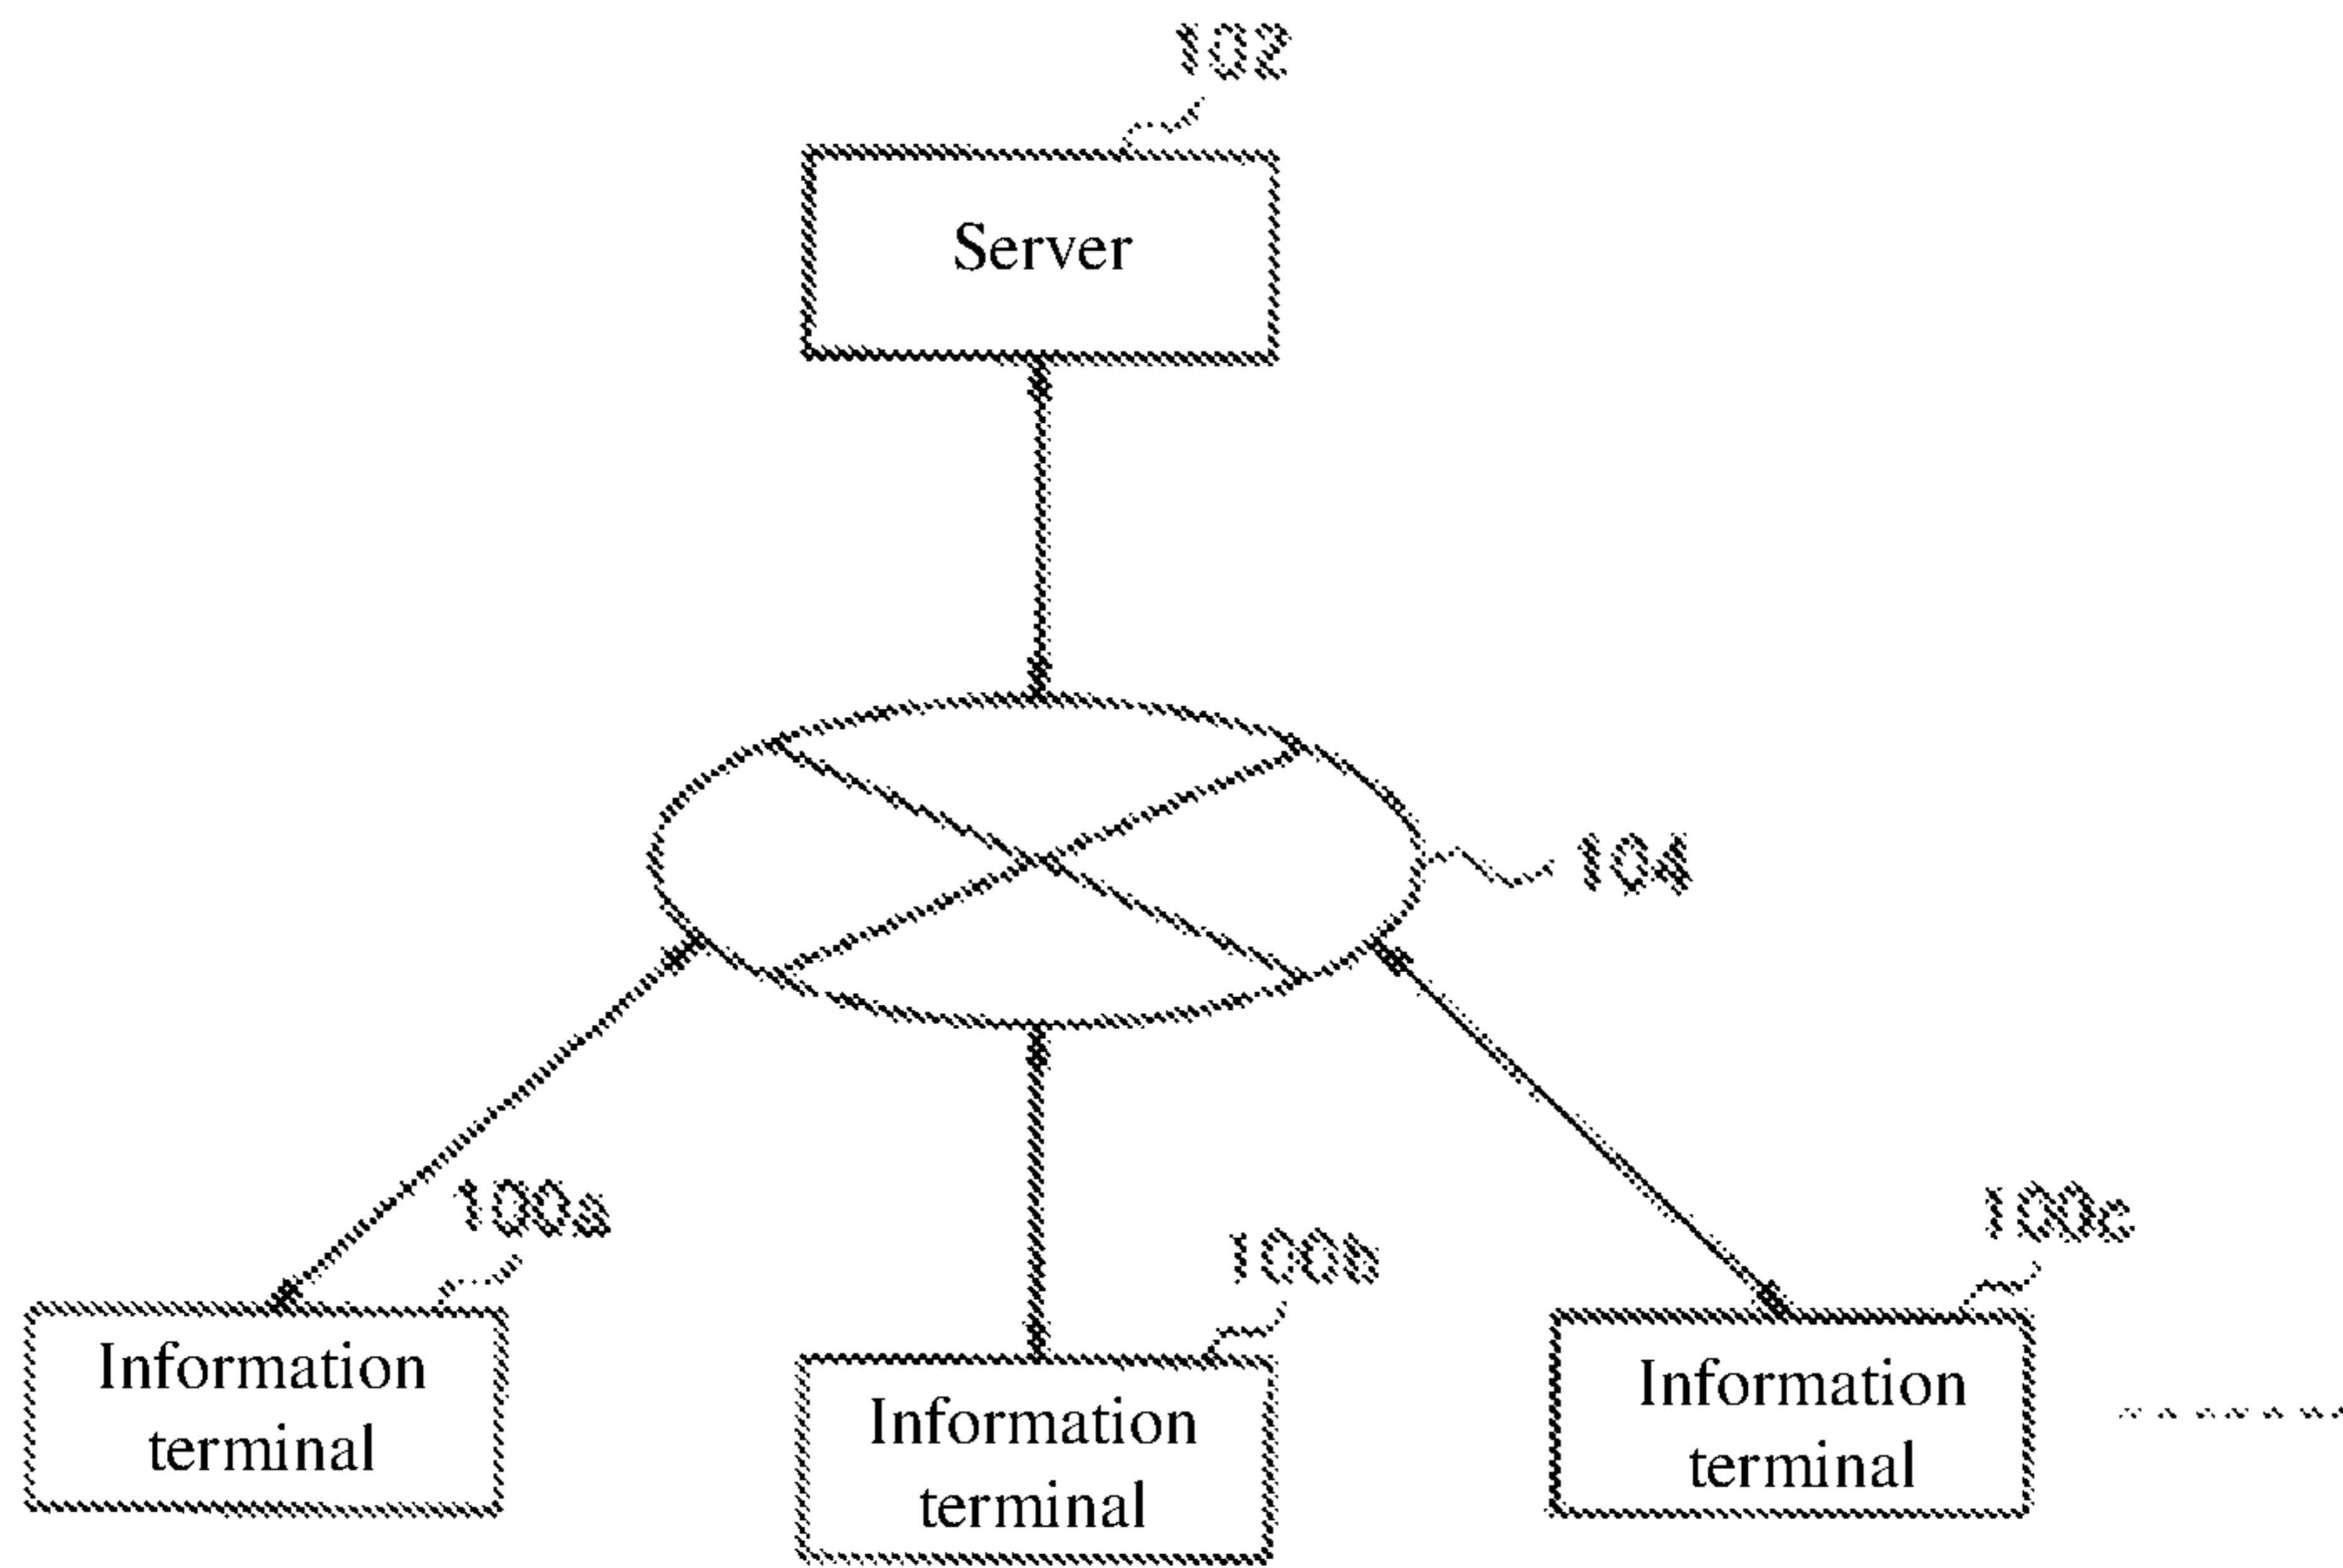 102
Server
104
100a
100b
100c
Information
terminal
Information
terminal
Information
terminal